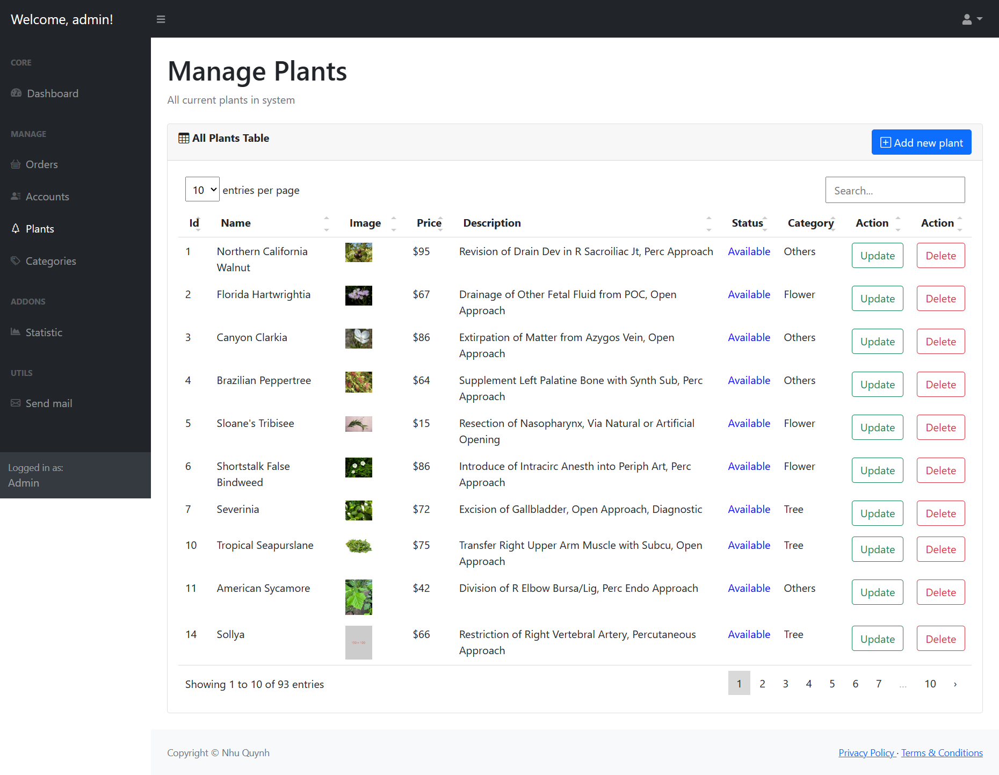 Welcome, admin!
CORE
Dashboard
MANAGE
Orders
Accounts
Plants
Categories
ADDONS
Statistic
UTILS
Send mail
Logged in as:
Admin
Manage Plants
All current plants in system
All Plants Table
Add new plant
10 entries per page
Search...
Id Name Image Price Description Status Category Action Action
1 Northern California Revision of Drain Dev in R Sacroiliac Jt, Perc Approach $95 Available Others Update Delete
Walnut
2 Florida Hartwrightia $67 Drainage of Other Fetal Fluid from POC, Open Available Flower Update Delete
Approach
3 Canyon Clarkia $86 Extirpation of Matter from Azygos Vein, Open Available Others Update Delete
Approach
4 Brazilian Peppertree $64 Supplement Left Palatine Bone with Synth Sub, Perc Available Others Update Delete
Approach
5 Sloane's Tribisee $15 Resection of Nasopharynx, Via Natural or Artificial Available Flower Update Delete
Opening
6 Shortstalk False $86 Introduce of Intracirc Anesth into Periph Art, Perc Available Flower Update Delete
Bindweed Approach
7 Severinia $72 Excision of Gallbladder, Open Approach, Diagnostic Available Tree Update Delete
10 Tropical Seapurslane $75 Transfer Right Upper Arm Muscle with Subcu, Open Available Tree Update Delete
Approach
11 American Sycamore $42 Division of R Elbow Bursa/Lig, Perc Endo Approach Available Others Update Delete
14 Sollya $66 Restriction of Right Vertebral Artery, Percutaneous Available Tree Update Delete
Approach
Showing 1 to 10 of 93 entries
1 2 3 4 5 6 7 ... 10 ›
Copyright © Nhu Quynh
Privacy Policy · Terms & Conditions